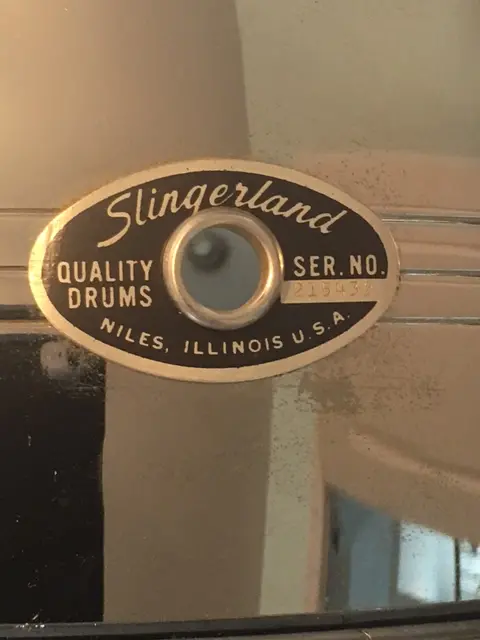 Slingerland
QUALITY
DRUMS
SER. NO.
NILES, ILLINOIS U.S.A.